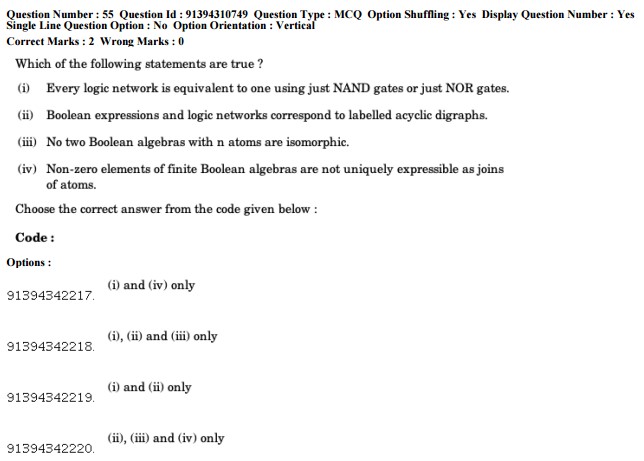 Question Number : 55 Question Id : 91394310749 Question Type : MCQ Option Shuffling : Yes Display Question Number : Yes
Single Line Question Option : No Option Orientation : Vertical
Correct Marks : 2 Wrong Marks : 0
Which of the following statements are true ?
(i) Every logic network is equivalent to one using just NAND gates or just NOR gates.
(ii) Boolean expressions and logic networks correspond to labelled acyclic digraphs.
(iii) No two Boolean algebras with n atoms are isomorphic.
(iv) Non-zero elements of finite Boolean algebras are not uniquely expressible as joins
of atoms.
Choose the correct answer from the code given below :
Code :
Options :
(i) and (iv) only
91394342217.
(i), (ii) and (iii) only
91394342218.
(i) and (ii) only
91394342219.
(ii), (iii) and (iv) only
91394342220.